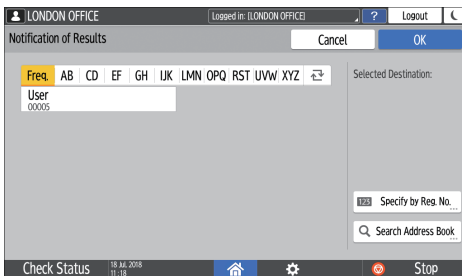 LONDON OFFICE
Logged in: [LONDON OFFICE]
? Logout
Notification of Results
Cancel
OK
Freq. AB CD EF GH IJK LMN OPQ RST UVW XYZ
Selected Destination:
User
00005
123 Specify by Reg. No.
...
Search Address Book
...
Check Status
18 Jul. 2018
11:18
Stop